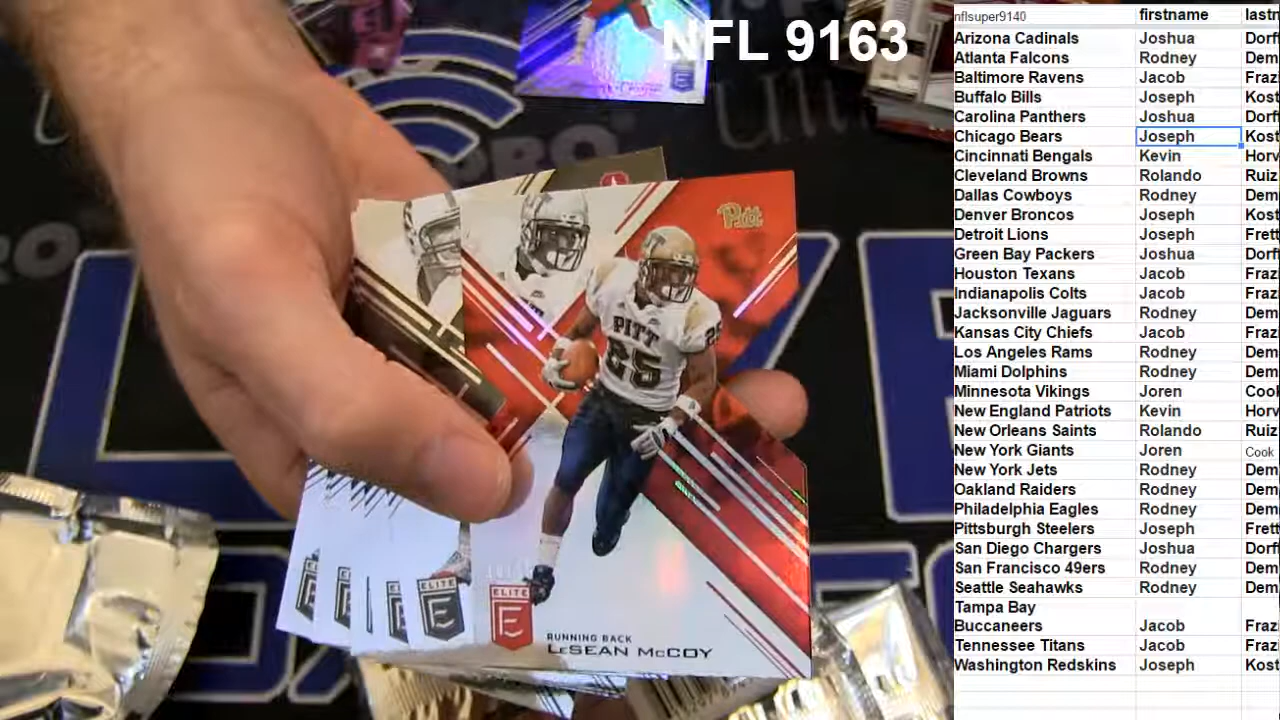 NFL 9163
Pitt
PITT
25
ELITE
E
ELITE
E
RUNNING BACK
LESEAN McCOY
nflsuper9140 firstname lastn
Arizona Cadinals Joshua Dorf
Atlanta Falcons Rodney Dem
Baltimore Ravens Jacob Fraz
Buffalo Bills Joseph Kost
Carolina Panthers Joshua Dorf
Chicago Bears Joseph Kost
Cincinnati Bengals Kevin Horv
Cleveland Browns Rolando Ruiz
Dallas Cowboys Rodney Dem
Denver Broncos Joseph Kost
Detroit Lions Joseph Frett
Green Bay Packers Joshua Dorf
Houston Texans Jacob Fraz
Indianapolis Colts Jacob Fraz
Jacksonville Jaguars Rodney Dem
Kansas City Chiefs Jacob Fraz
Los Angeles Rams Rodney Dem
Miami Dolphins Rodney Dem
Minnesota Vikings Joren Cook
New England Patriots Kevin Horv
New Orleans Saints Rolando Ruiz
New York Giants Joren Cook
New York Jets Rodney Dem
Oakland Raiders Rodney Dem
Philadelphia Eagles Rodney Dem
Pittsburgh Steelers Joseph Frett
San Diego Chargers Joshua Dorf
San Francisco 49ers Rodney Dem
Seattle Seahawks Rodney Dem
Tampa Bay
Buccaneers Jacob Fraz
Tennessee Titans Jacob Fraz
Washington Redskins Joseph Kost